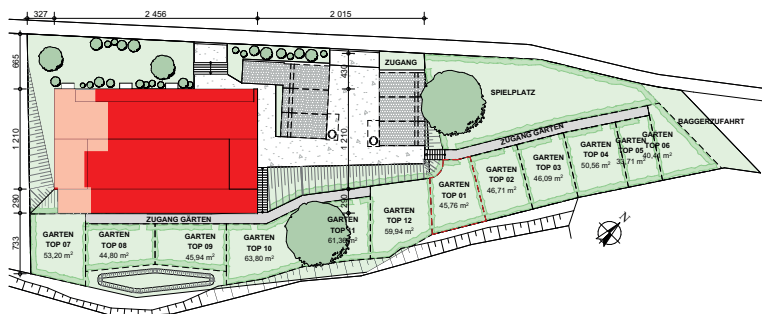 327
2 456
2 015
665
1 210
290
733
430
1 210
290
ZUGANG
SPIELPLATZ
BAGGERZUFAHRT
ZUGANG GÄRTEN
ZUGANG GÄRTEN
GARTEN
TOP 01
45,76 m²
GARTEN
TOP 02
46,71 m²
GARTEN
TOP 03
46,09 m²
GARTEN
TOP 04
50,56 m²
GARTEN
TOP 05
33,71 m²
GARTEN
TOP 06
40,44 m²
GARTEN
TOP 07
53,20 m²
GARTEN
TOP 08
44,80 m²
GARTEN
TOP 09
45,94 m²
GARTEN
TOP 10
63,80 m²
GARTEN
TOP 11
GARTEN
TOP 12
59,94 m²
N